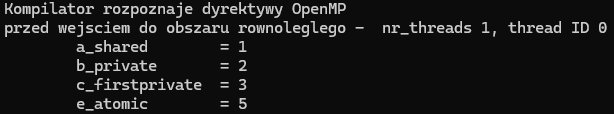 Kompilator rozpoznaje dyrektywy OpenMP
przed wejsciem do obszaru rownoleglego -  nr_threads 1, thread ID 0
        a_shared        = 1
        b_private       = 2
        c_firstprivate  = 3
        e_atomic        = 5